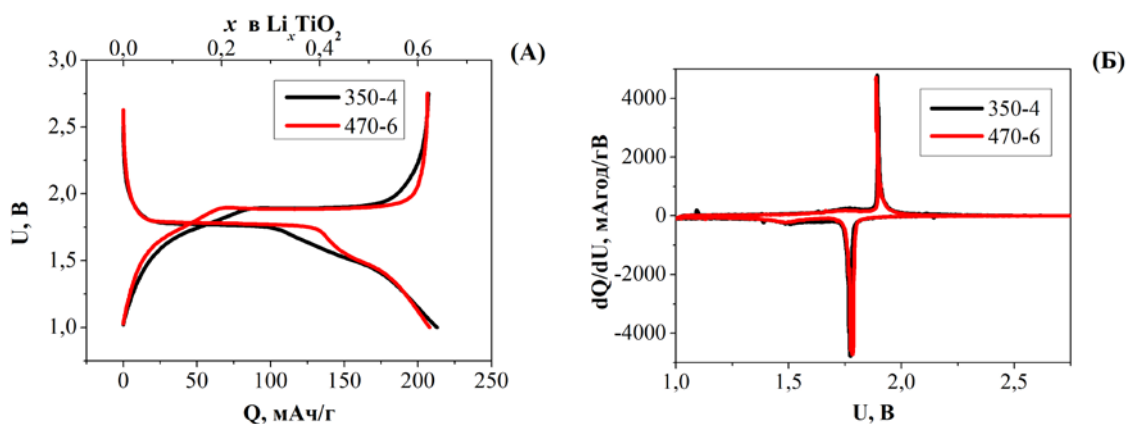 x в LiₓTiO₂
0,0 0,2 0,4 0,6
(А)
3,0
2,5
2,0
1,5
1,0
U, В
350-4
470-6
0 50 100 150 200 250
Q, мАч/г
(Б)
4000
2000
0
-2000
-4000
dQ/dU, мАгод/гВ
350-4
470-6
1,0 1,5 2,0 2,5
U, В